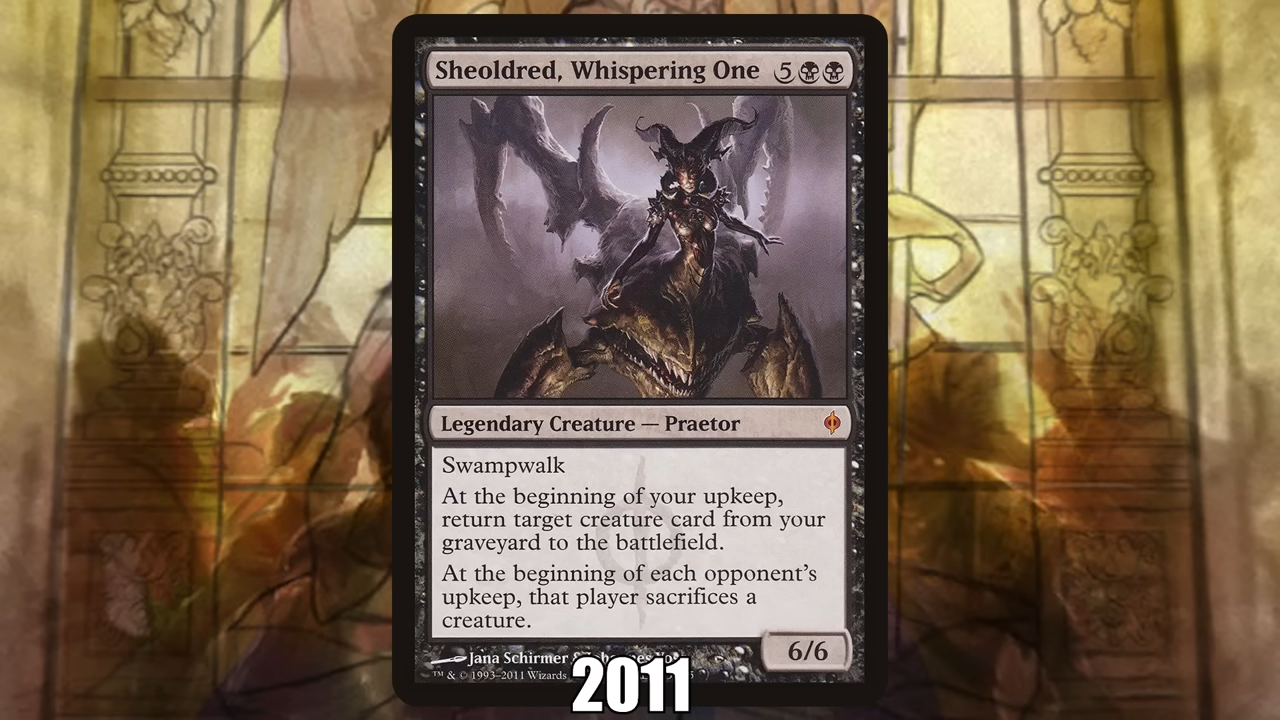 Sheoldred, Whispering One 5
Legendary Creature — Praetor
Swampwalk
At the beginning of your upkeep,
return target creature card from your
graveyard to the battlefield.
At the beginning of each opponent's
upkeep, that player sacrifices a
creature.
6/6
Jana Schirmer &
™ & © 1993–2011 Wizards
2011